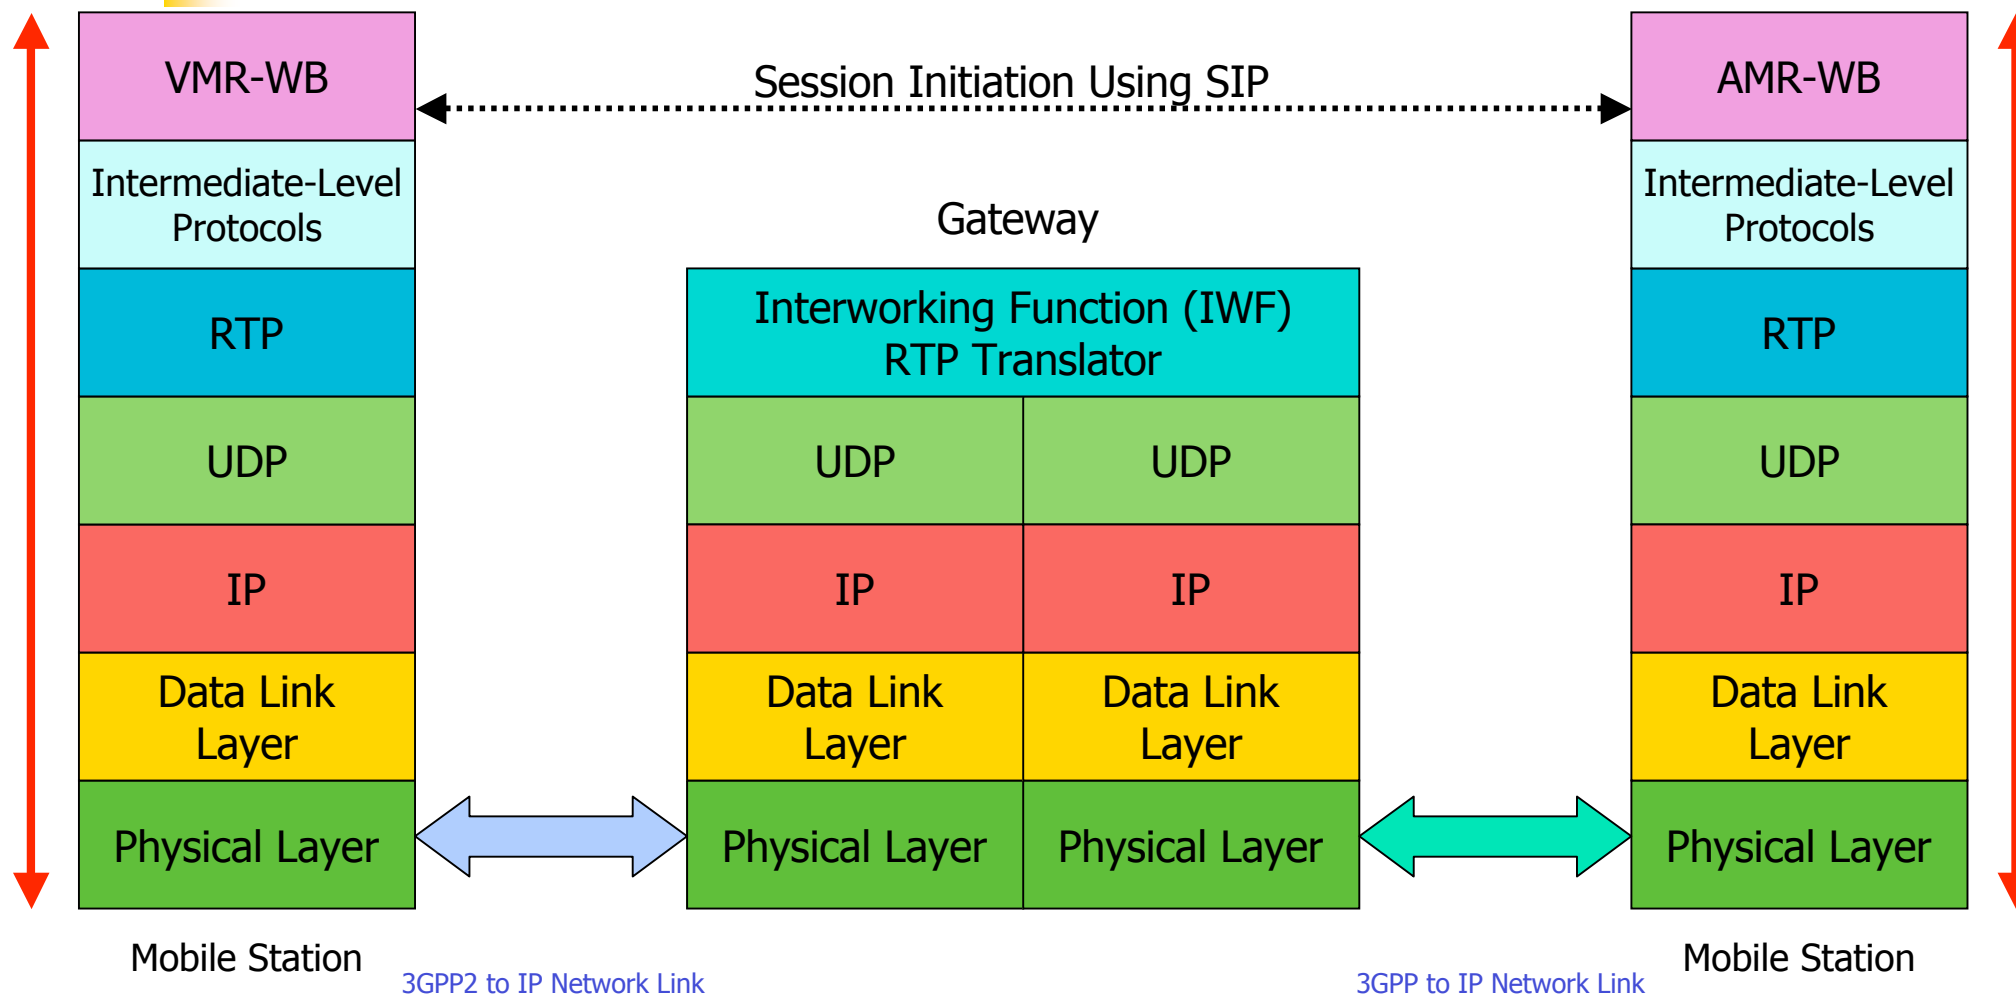 VMR-WB
Session Initiation Using SIP
AMR-WB
Intermediate-Level
Protocols
Gateway
Intermediate-Level
Protocols
RTP
Interworking Function (IWF)
RTP Translator
RTP
UDP
UDP
UDP
UDP
IP
IP
IP
IP
Data Link
Layer
Data Link
Layer
Data Link
Layer
Data Link
Layer
Physical Layer
Physical Layer
Physical Layer
Physical Layer
Mobile Station
3GPP2 to IP Network Link
3GPP to IP Network Link
Mobile Station